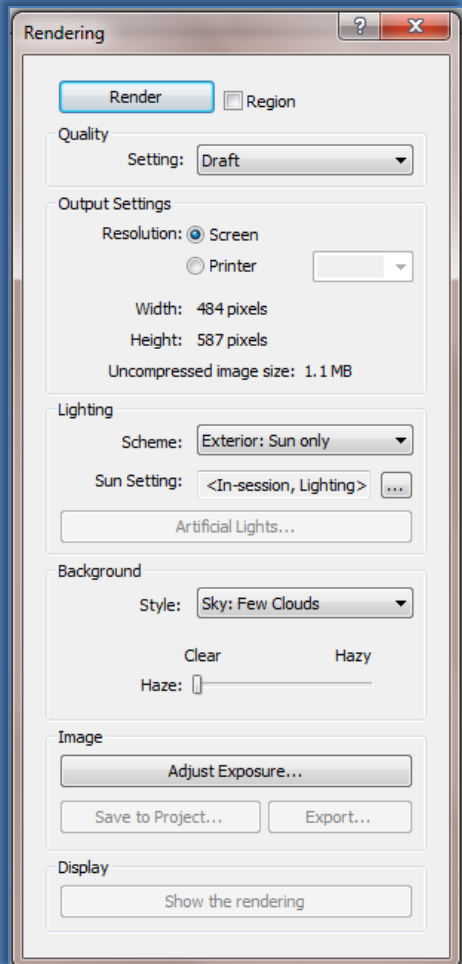 Rendering
Render Region
Quality
Setting: Draft
Output Settings
Resolution: Screen
Printer
Width: 484 pixels
Height: 587 pixels
Uncompressed image size: 1.1 MB
Lighting
Scheme: Exterior: Sun only
Sun Setting: <In-session, Lighting> ...
Artificial Lights...
Background
Style: Sky: Few Clouds
Clear Hazy
Haze:
Image
Adjust Exposure...
Save to Project... Export...
Display
Show the rendering